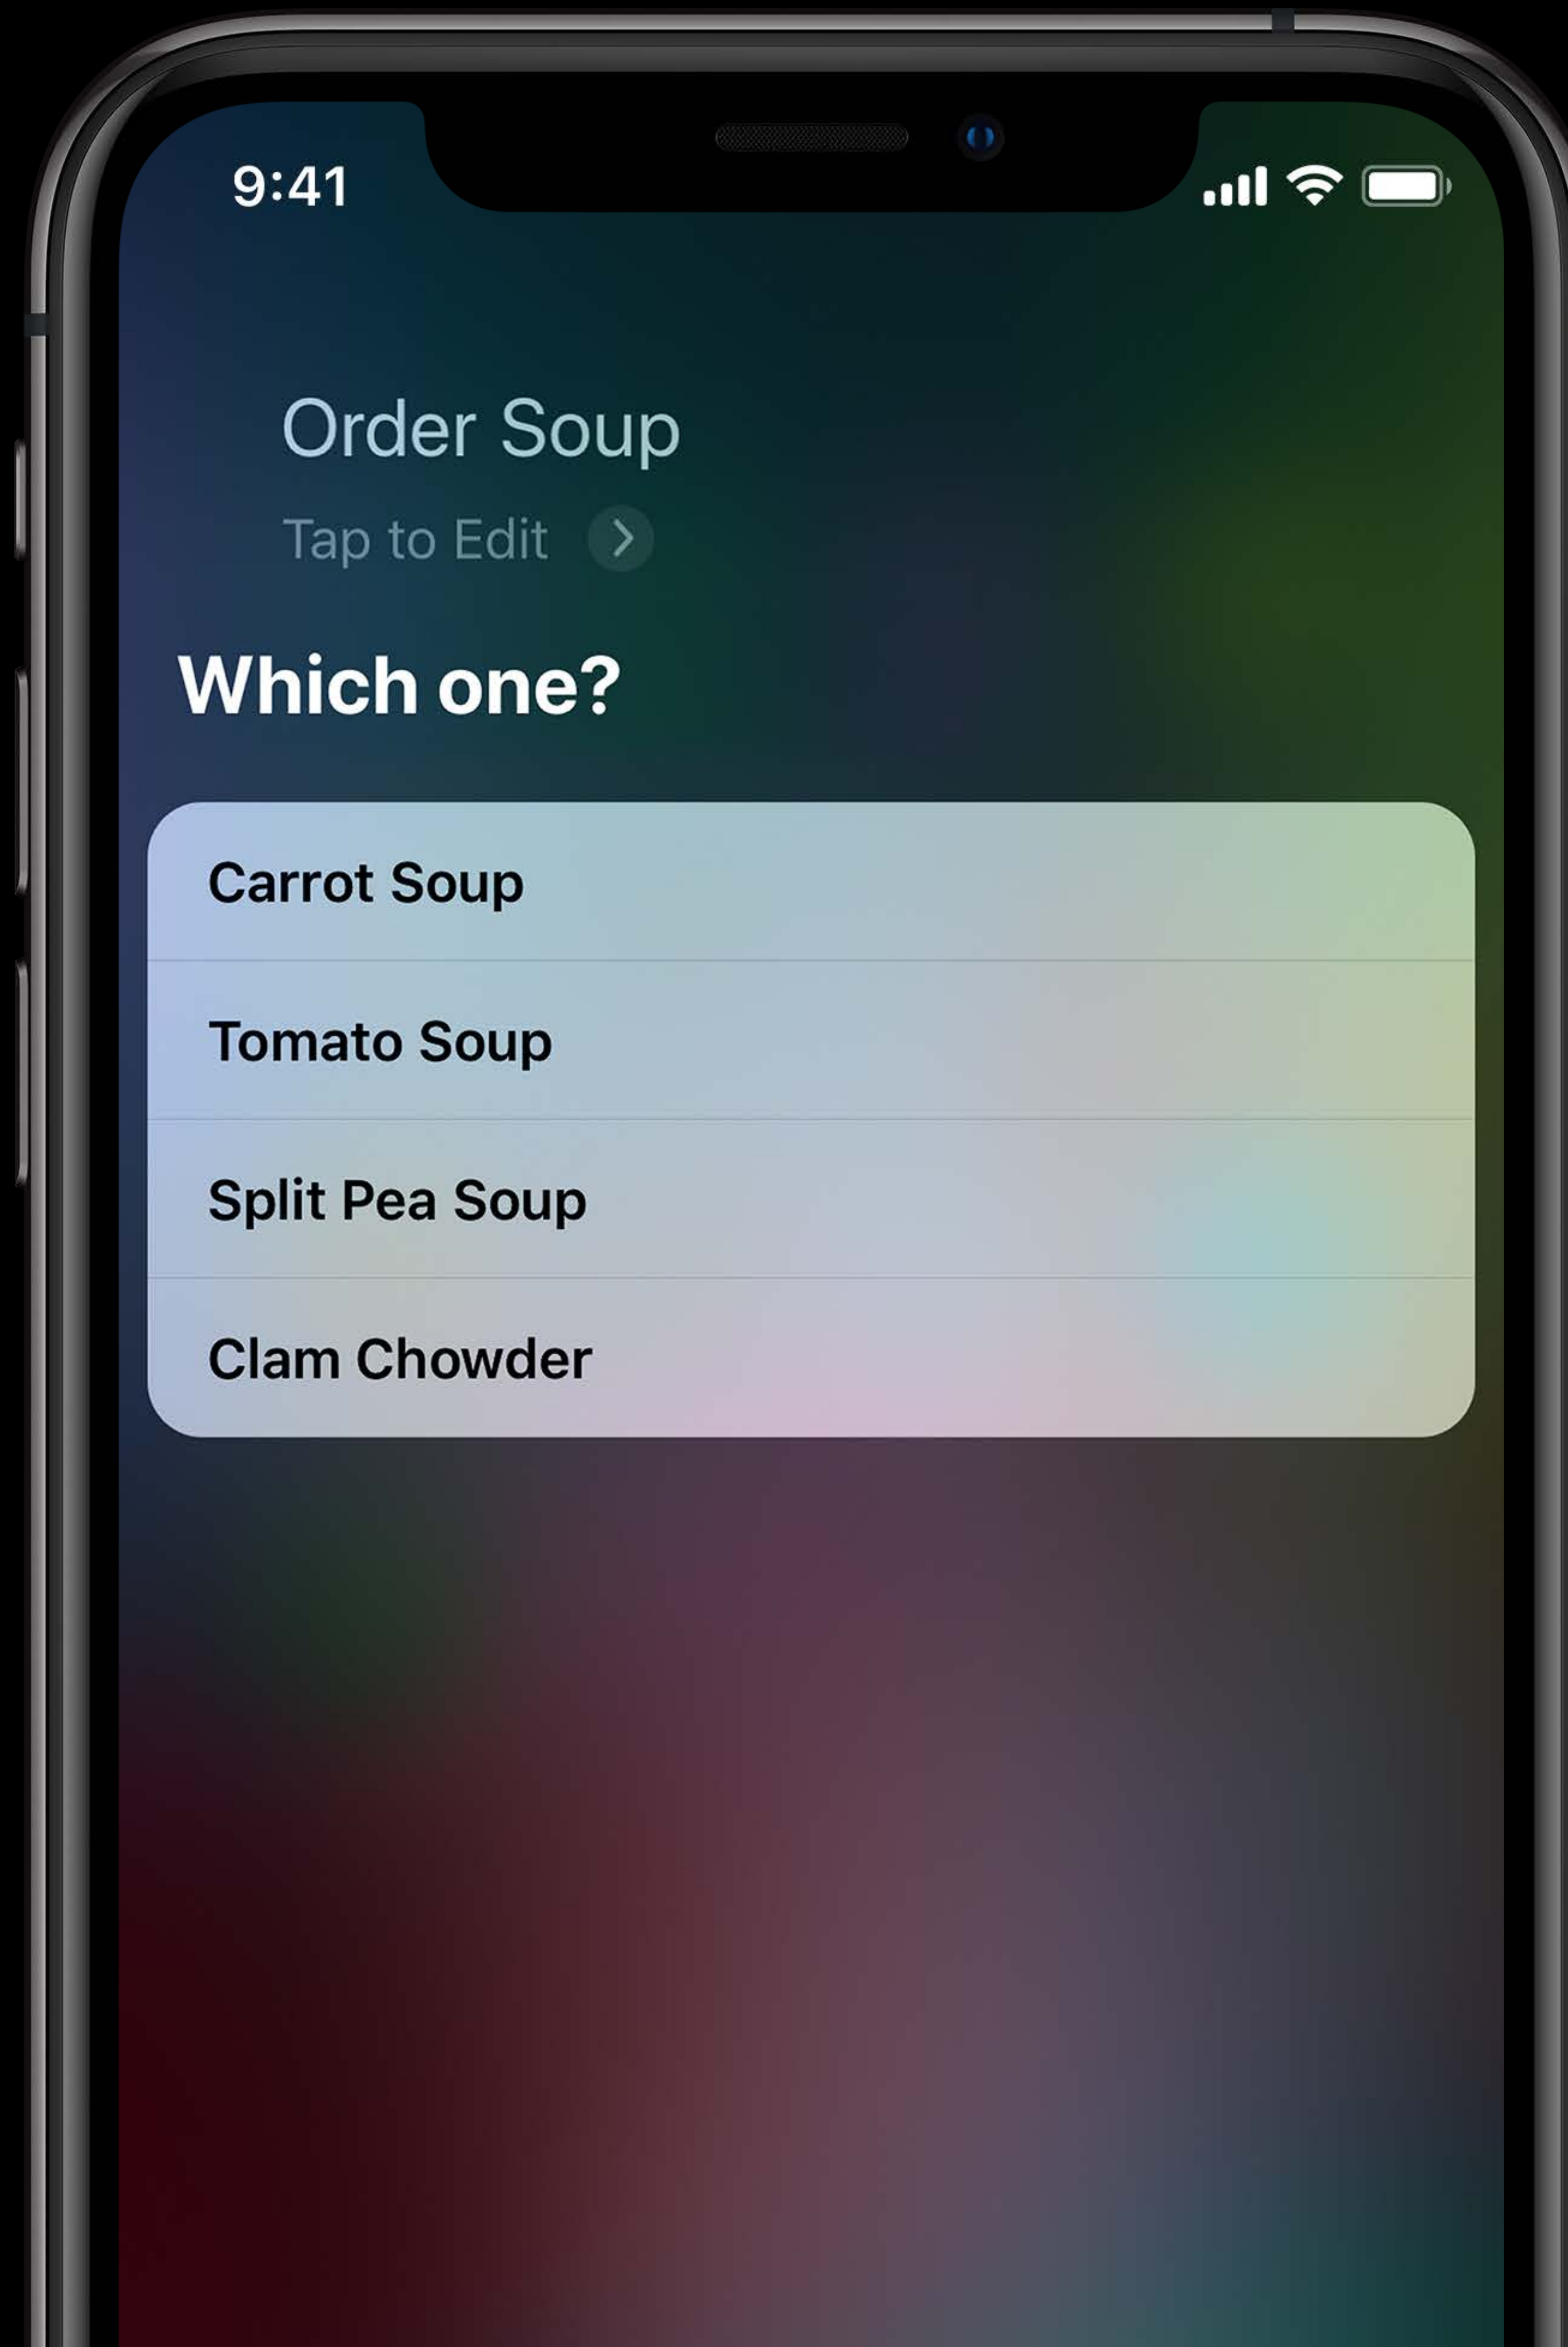 9:41
Order Soup
Tap to Edit
Which one?
Carrot Soup
Tomato Soup
Split Pea Soup
Clam Chowder